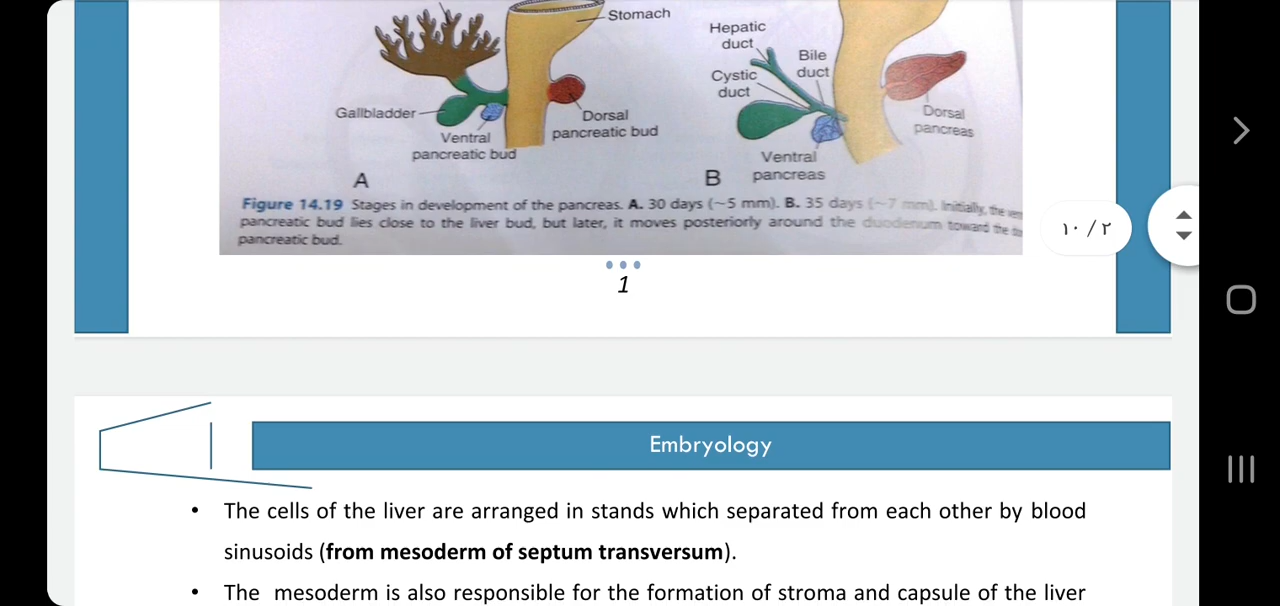 Stomach
Hepatic
duct
Bile
duct
Cystic
duct
Gallbladder
Dorsal
pancreatic bud
Dorsal
pancreas
Ventral
pancreatic bud
Ventral
pancreas
A
B
Figure 14.19 Stages in development of the pancreas. A. 30 days (~5 mm). B. 35 days (~7 mm). Initially, the
pancreatic bud lies close to the liver bud, but later, it moves posteriorly around the duodenum toward the
pancreatic bud.
١٠ / ٢
1
Embryology
• The cells of the liver are arranged in stands which separated from each other by blood
sinusoids (from mesoderm of septum transversum).
• The mesoderm is also responsible for the formation of stroma and capsule of the liver